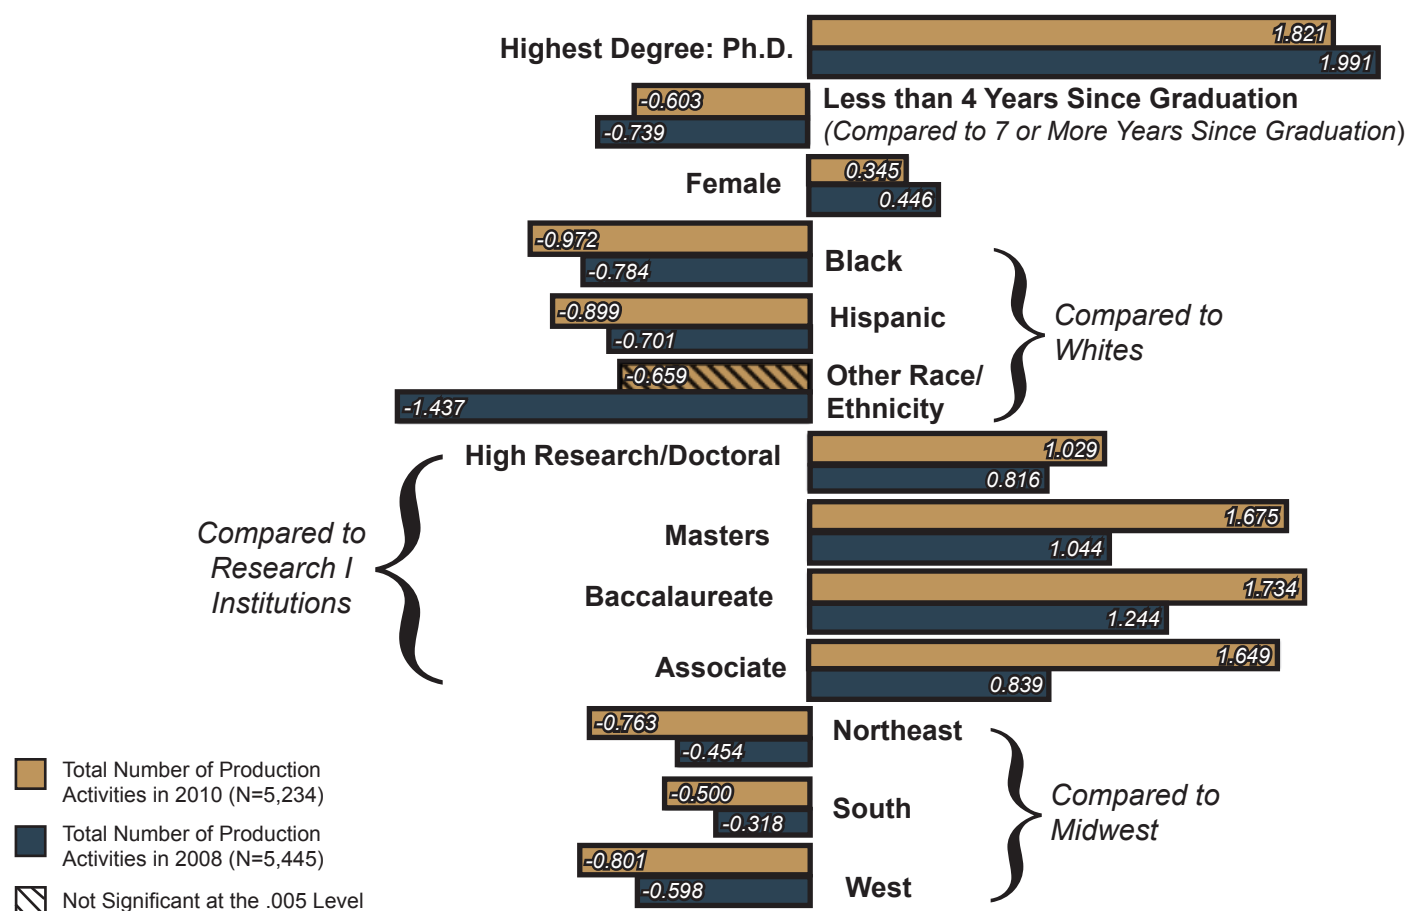 Highest Degree: Ph.D.
1.821
1.991
-0.603
-0.739
Less than 4 Years Since Graduation
(Compared to 7 or More Years Since Graduation)
Female
0.345
0.446
-0.972
-0.784
Black
-0.899
-0.701
Hispanic
-0.659
-1.437
Other Race/
Ethnicity
Compared to
Whites
High Research/Doctoral
1.029
0.816
Masters
1.675
1.044
Baccalaureate
1.734
1.244
Associate
1.649
0.839
Compared to
Research I
Institutions
-0.763
-0.454
Northeast
-0.500
-0.318
South
-0.801
-0.598
West
Compared to
Midwest
Total Number of Production
Activities in 2010 (N=5,234)
Total Number of Production
Activities in 2008 (N=5,445)
Not Significant at the .005 Level